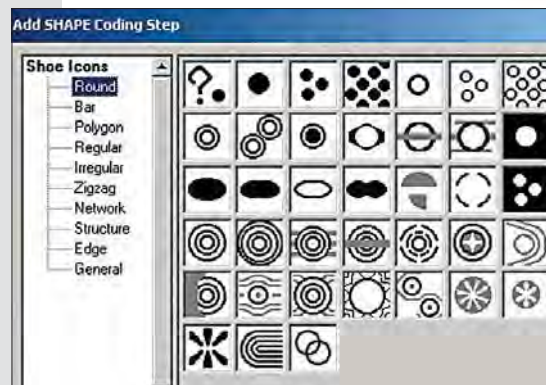 Add SHAPE Coding Step
Shoe Icons
Round
Bar
Polygon
Regular
Irregular
Zigzag
Network
Structure
Edge
General